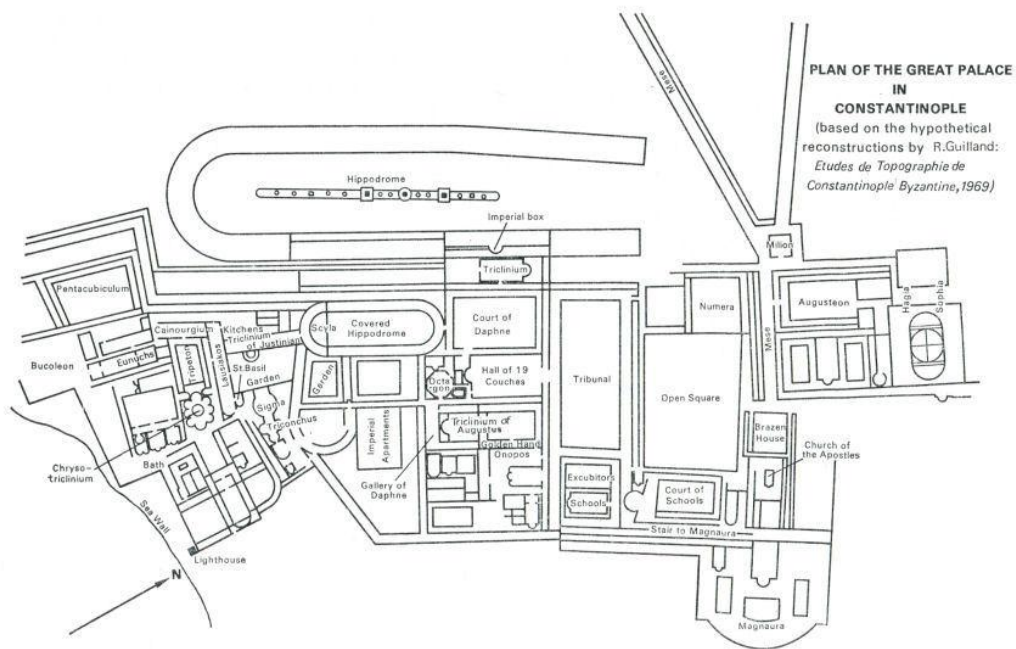 PLAN OF THE GREAT PALACE
IN
CONSTANTINOPLE
(based on the hypothetical
reconstructions by R.Guilland:
Etudes de Topographie de
Constantinople Byzantine, 1969)
Mese
Hippodrome
Imperial box
Milion
Triclinium
Pentacubiculum
Numera
Augusteon
Hagia
Sophia
Cainourgium
Kitchens
Triclinium
of Justinian
Scyla
Covered
Hippodrome
Court of
Daphne
Mese
Bucoleon
Eunuchs
Tripeton
Lausiakos
St.Basil
Garden
Garden
Octa
gon
Hall of 19
Couches
Tribunal
Open Square
Sigma
Triconchus
Imperial
Apartments
Triclinium of
Augustus
Golden Hand
Onopos
Brazen
House
Church of
the Apostles
Chryso-
triclinium
Bath
Gallery of
Daphne
Excubitors
Schools
Court of
Schools
Sea Wall
Stair to Magnaura
Lighthouse
N
Magnaura